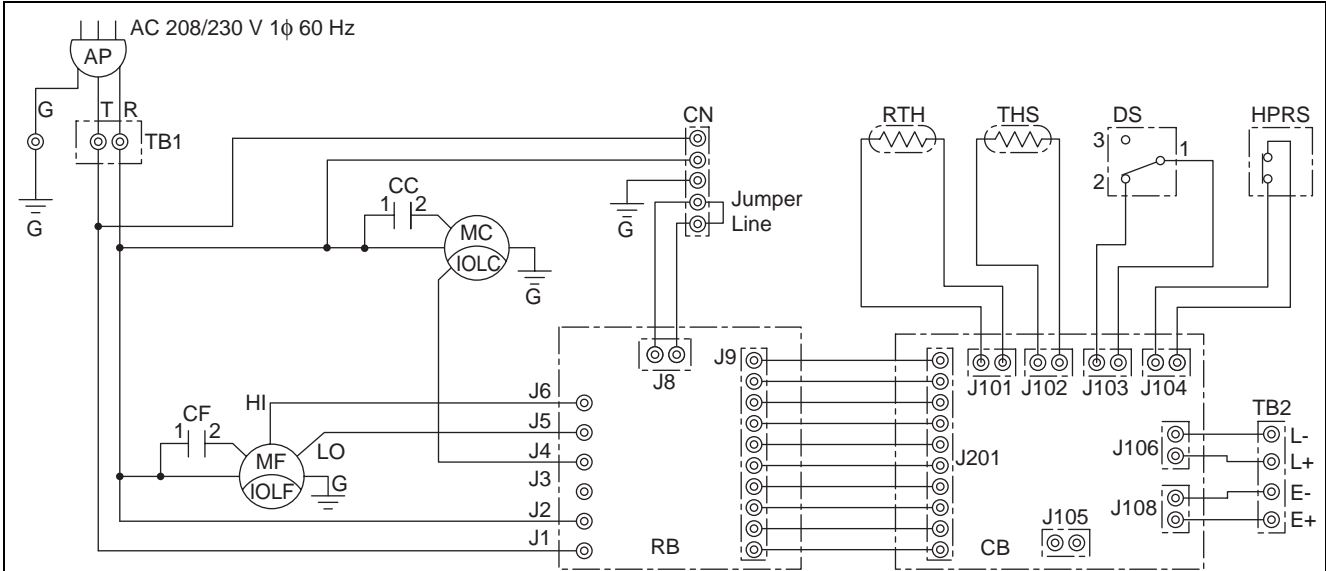 AC 208/230 V 1ϕ 60 Hz
AP
G
T R
TB1
G
CN
RTH
THS
DS
HPRS
3
1
2
CC
1 2
MC
IOLC
G
G
Jumper
Line
J8
J9
J101 J102 J103 J104
J6
HI
J5
CF
1 2
LO
J4
MF
IOLF
G
J3
J2
J1
RB
J201
J105
CB
J106
J108
TB2
L-
L+
E-
E+